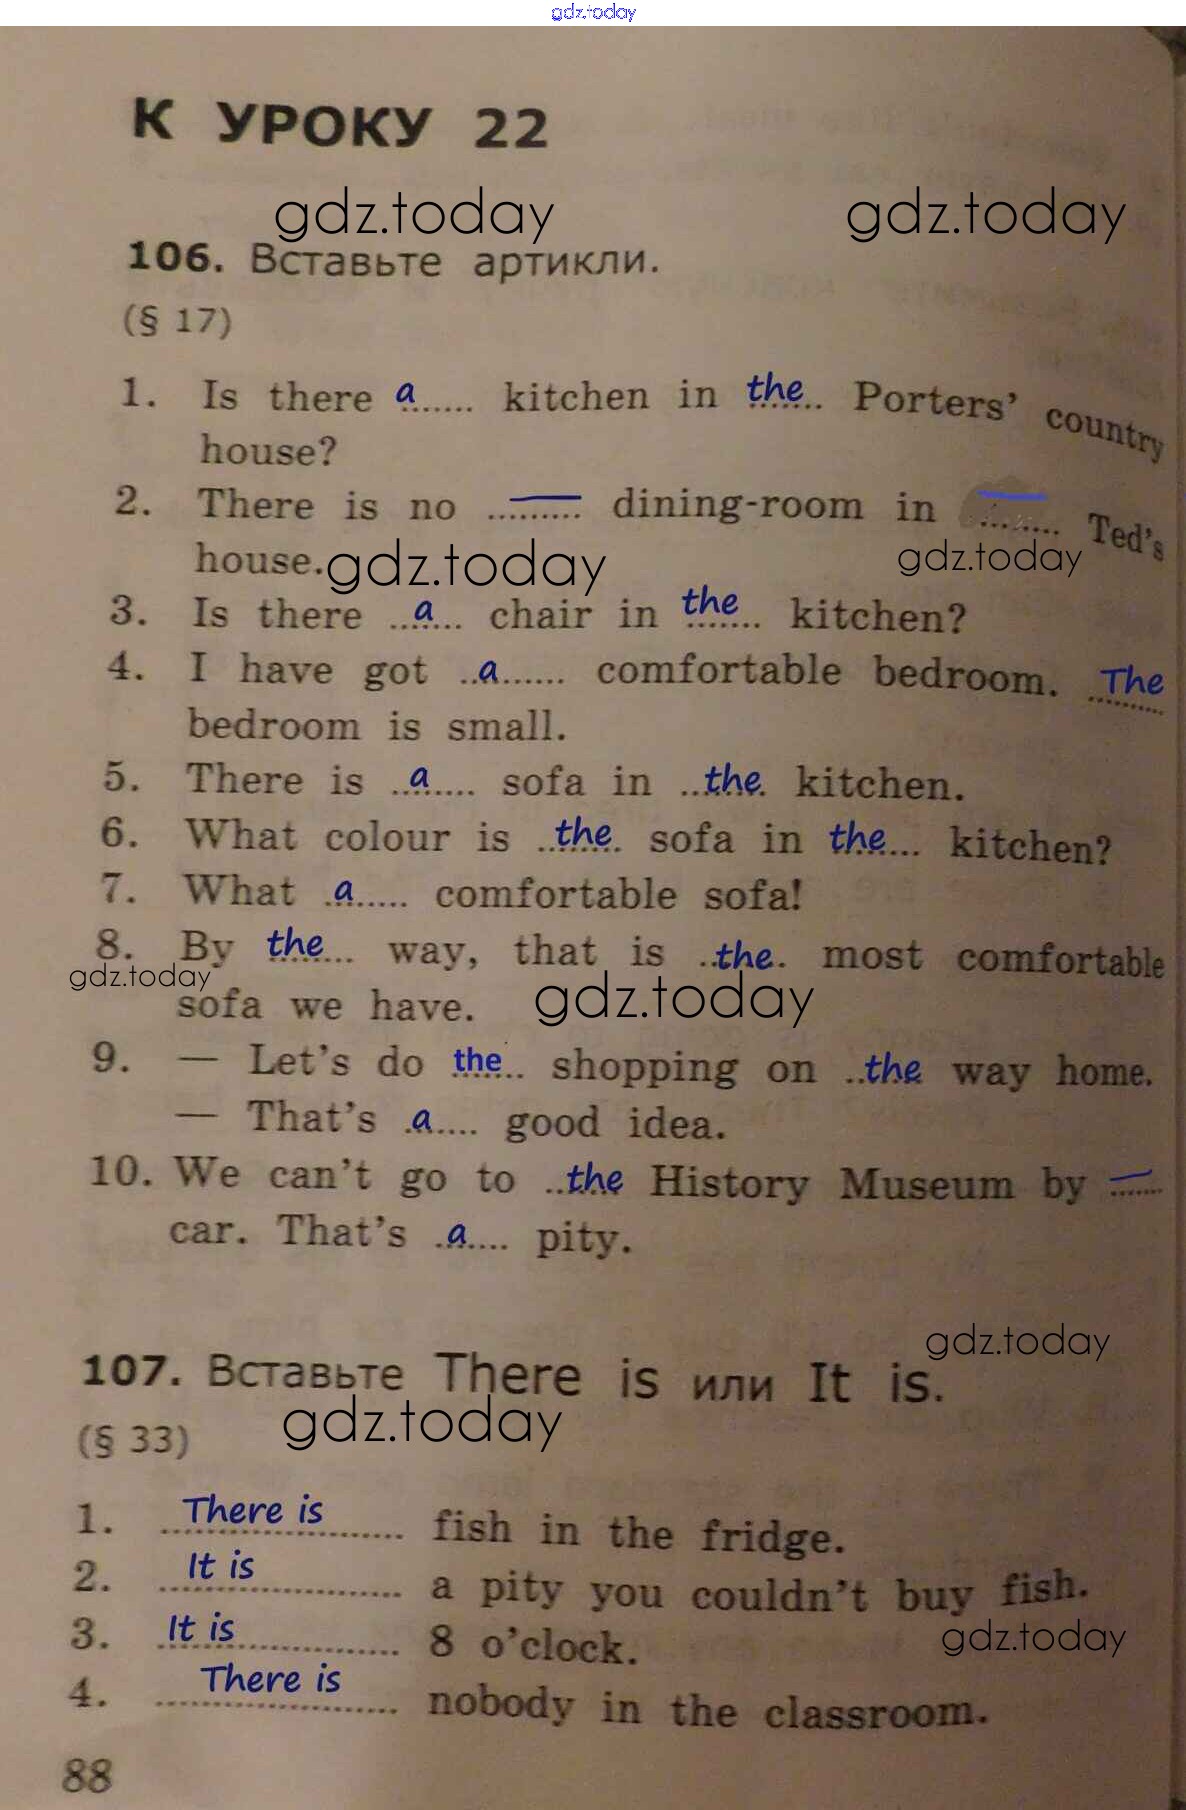 gdz.today
К УРОКУ 22
gdz.today gdz.today
106. Вставьте артикли.
(§ 17)
1. Is there a....... kitchen in the.. Porters' country
house?
2. There is no ......... dining-room in ........ Ted's
house. gdz.today gdz.today
3. Is there ..a.... chair in the.... kitchen?
4. I have got ..a...... comfortable bedroom. .The
bedroom is small.
5. There is ..a..... sofa in ..the. kitchen.
6. What colour is ..the. sofa in the... kitchen?
7. What .a..... comfortable sofa!
8. By the... way, that is ..the. most comfortable
gdz.today
sofa we have. gdz.today
9. — Let's do the.. shopping on ..the way home.
— That's .a.... good idea.
10. We can't go to ..the History Museum by .......
car. That's .a.... pity.
gdz.today
107. Вставьте There is или It is.
gdz.today
(§ 33)
1. There is fish in the fridge.
2. It is a pity you couldn't buy fish.
3. It is 8 o'clock. gdz.today
4. There is nobody in the classroom.
88